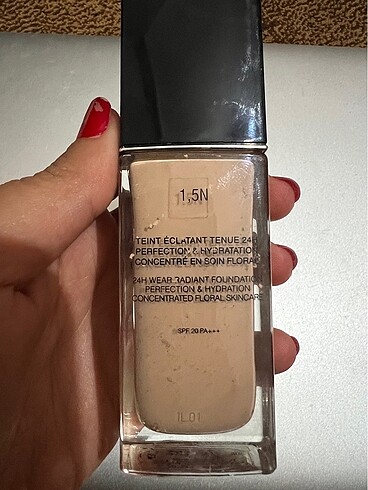 1,5N
TEINT ÉCLATANT TENUE 24H
PERFECTION & HYDRATATION
CONCENTRÉ EN SOIN FLORAL
24H WEAR RADIANT FOUNDATION
PERFECTION & HYDRATION
CONCENTRATED FLORAL SKINCARE
SPF 20 PA+++
1L01